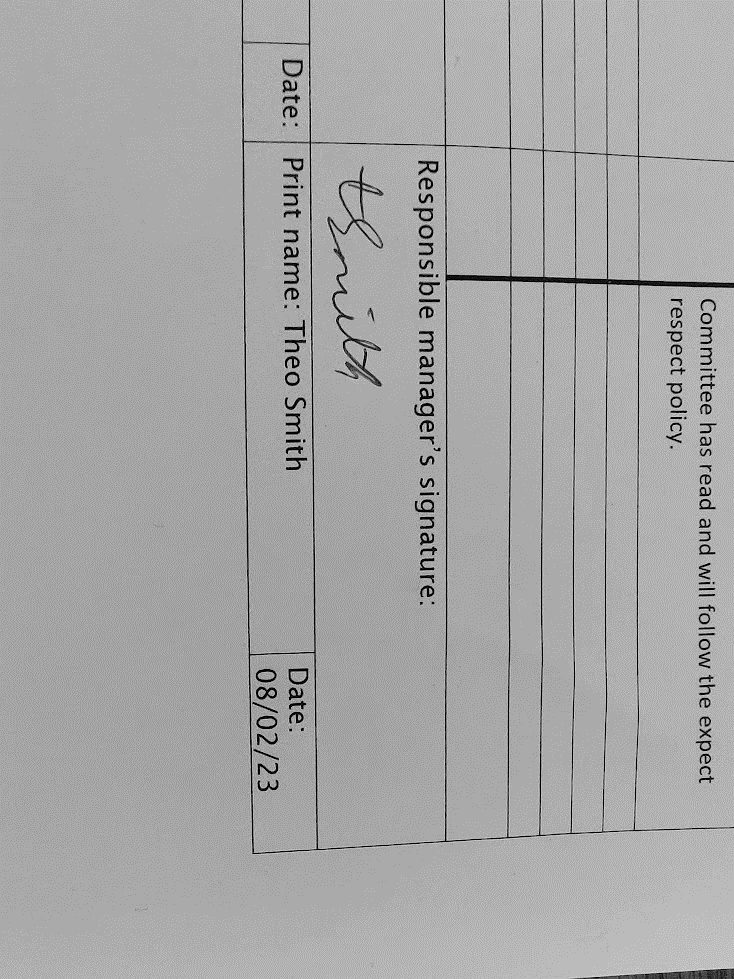 Committee has read and will follow the expect
respect policy.
Responsible manager's signature:
tSmith
Date:
Print name: Theo Smith
Date:
08/02/23